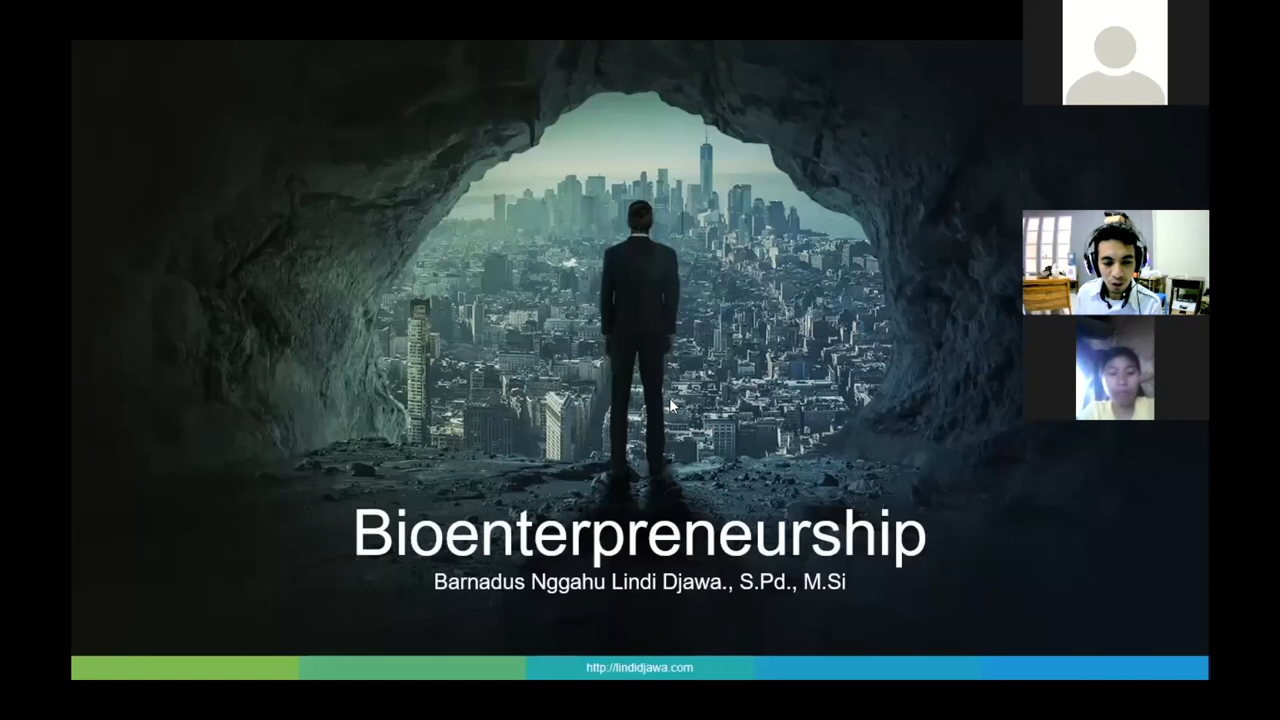 Bioenterpreneurship
Barnadus Nggahu Lindi Djawa., S.Pd., M.Si
http://lindidjawa.com